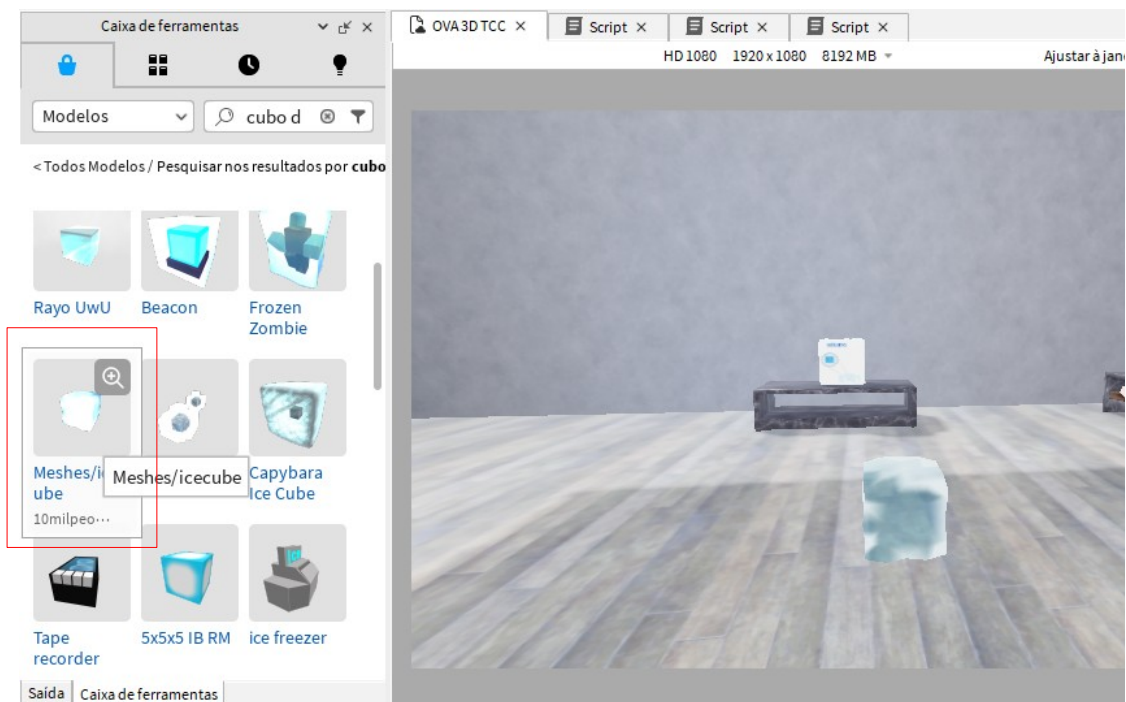 Caixa de ferramentas
OVA 3D TCC
Script
Script
Script
HD 1080 1920 x 1080 8192 MB
Ajustar à jane
Modelos
cubo d
< Todos Modelos / Pesquisar nos resultados por cubo
Rayo UwU
Beacon
Frozen
Zombie
Meshes/i
ube
10milpeo...
Meshes/icecube
Capybara
Ice Cube
Tape
recorder
5x5x5 IB RM
ice freezer
Saída
Caixa de ferramentas